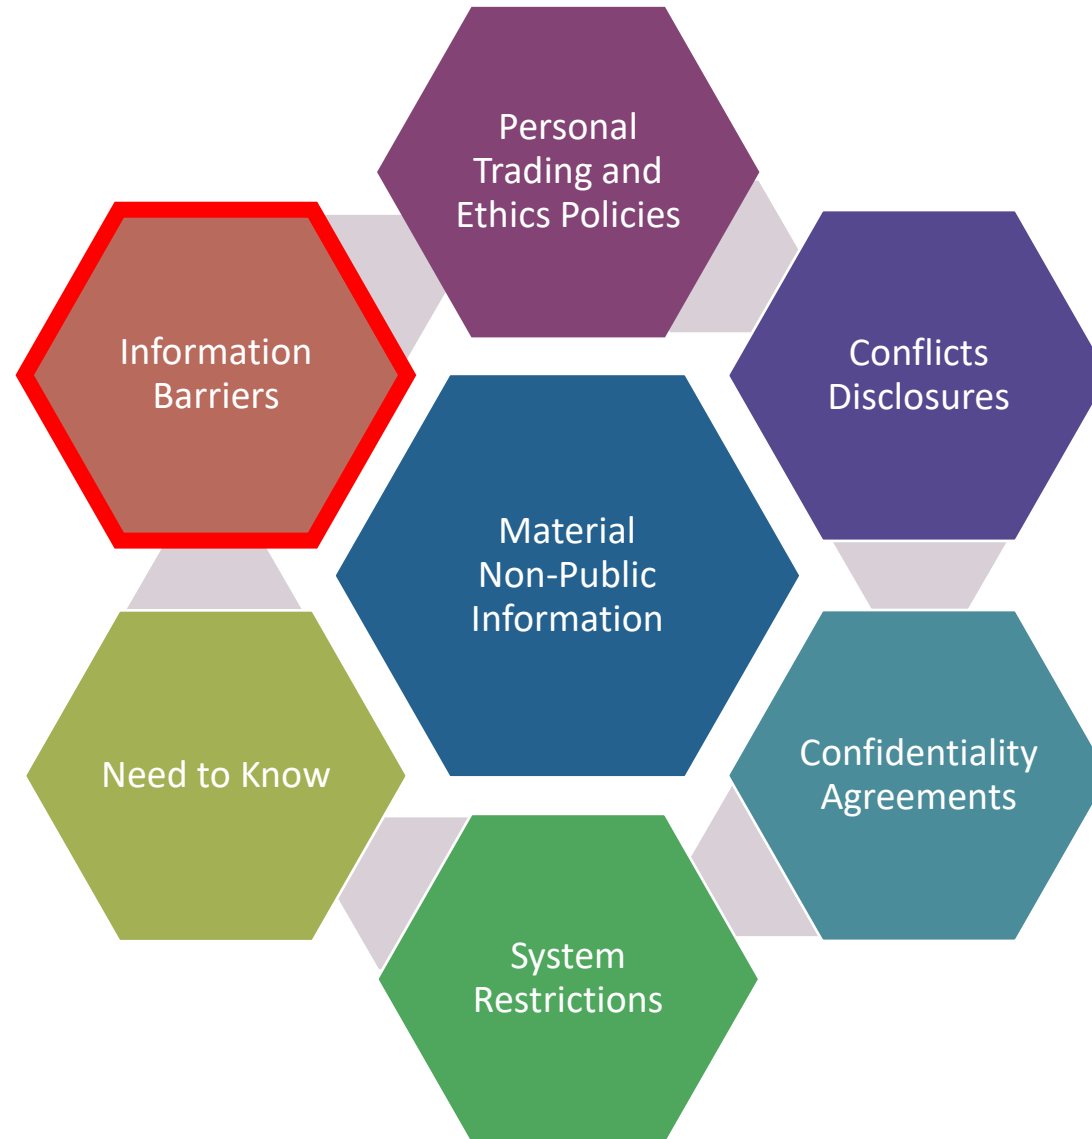 Personal
Trading and
Ethics Policies
Information
Barriers
Conflicts
Disclosures
Material
Non-Public
Information
Need to Know
Confidentiality
Agreements
System
Restrictions